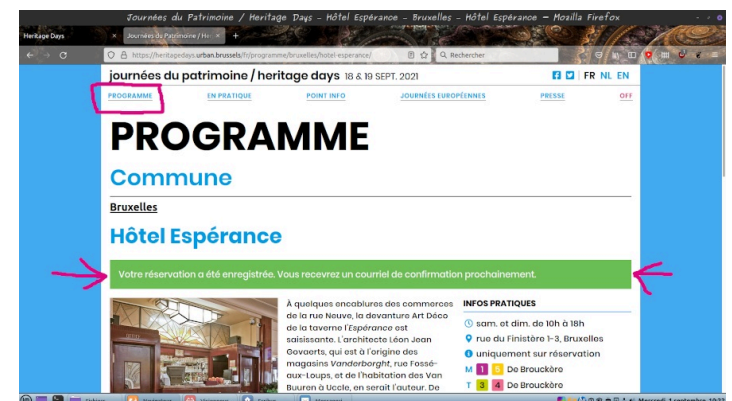 Journées du Patrimoine / Heritage Days - Hôtel Espérance - Bruxelles - Hôtel Espérance — Mozilla Firefox
Heritage Days
Journées du Patrimoine / He
https://heritagedays.urban.brussels/fr/programme/bruxelles/hotel-esperance/
Rechercher
journées du patrimoine / heritage days 18 & 19 SEPT. 2021
FR NL EN
PROGRAMME EN PRATIQUE POINT INFO JOURNÉES EUROPÉENNES PRESSE OFF
PROGRAMME
Commune
Bruxelles
Hôtel Espérance
Votre réservation a été enregistrée. Vous recevrez un courriel de confirmation prochainement.
À quelques encablures des commerces
de la rue Neuve, la devanture Art Déco
de la taverne l'Espérance est
saisissante. L'architecte Léon Jean
Govaerts, qui est à l'origine des
magasins Vanderborght, rue Fossé-
aux-Loups, et de l'habitation des Van
Buuren à Uccle, en serait l'auteur. De
INFOS PRATIQUES
sam. et dim. de 10h à 18h
rue du Finistère 1-3, Bruxelles
uniquement sur réservation
M 1 5 De Brouckère
T 3 4 De Brouckère
Mercredi 1 septembre, 10:33